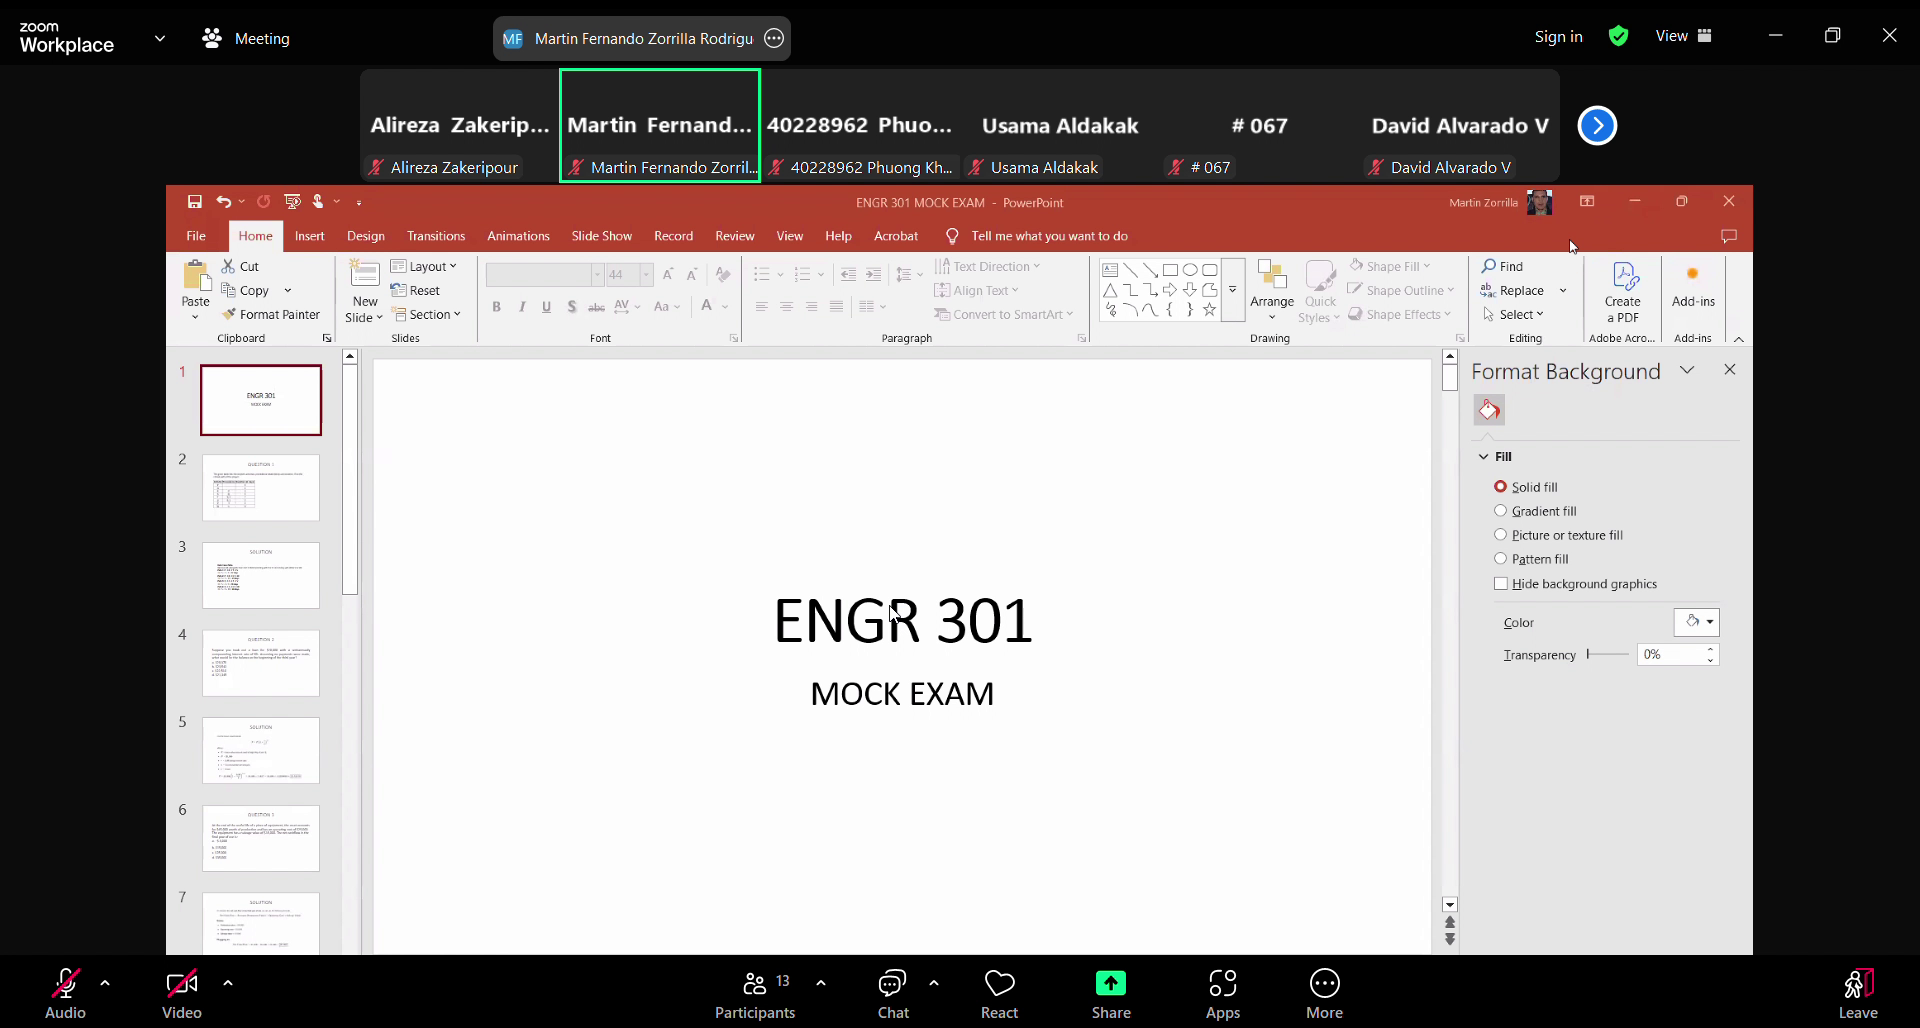 zoom
Workplace
Meeting
MF Martin Fernando Zorrilla Rodrigu
Sign in
View
Alireza Zakerip...
Martin Fernand...
40228962 Phuo...
Usama Aldakak
# 067
David Alvarado V
Alireza Zakeripour
Martin Fernando Zorril...
40228962 Phuong Kh...
Usama Aldakak
# 067
David Alvarado V
ENGR 301 MOCK EXAM - PowerPoint
Martin Zorrilla
File
Home
Insert
Design
Transitions
Animations
Slide Show
Record
Review
View
Help
Acrobat
Tell me what you want to do
Paste
Cut
Copy
Format Painter
Clipboard
New
Slide
Layout
Reset
Section
Slides
44
B I U S abc AV Aa A
Font
Text Direction
Align Text
Convert to SmartArt
Paragraph
Arrange
Quick
Styles
Shape Fill
Shape Outline
Shape Effects
Drawing
Find
Replace
Select
Editing
Create
a PDF
Adobe Acro...
Add-ins
Add-ins
1
ENGR 301
MOCK EXAM
2
QUESTION 1
3
SOLUTION
4
QUESTION 2
5
SOLUTION
6
QUESTION 3
7
SOLUTION
ENGR 301
MOCK EXAM
Format Background
Fill
Solid fill
Gradient fill
Picture or texture fill
Pattern fill
Hide background graphics
Color
Transparency
0%
Audio
Video
Participants
13
Chat
React
Share
Apps
More
Leave